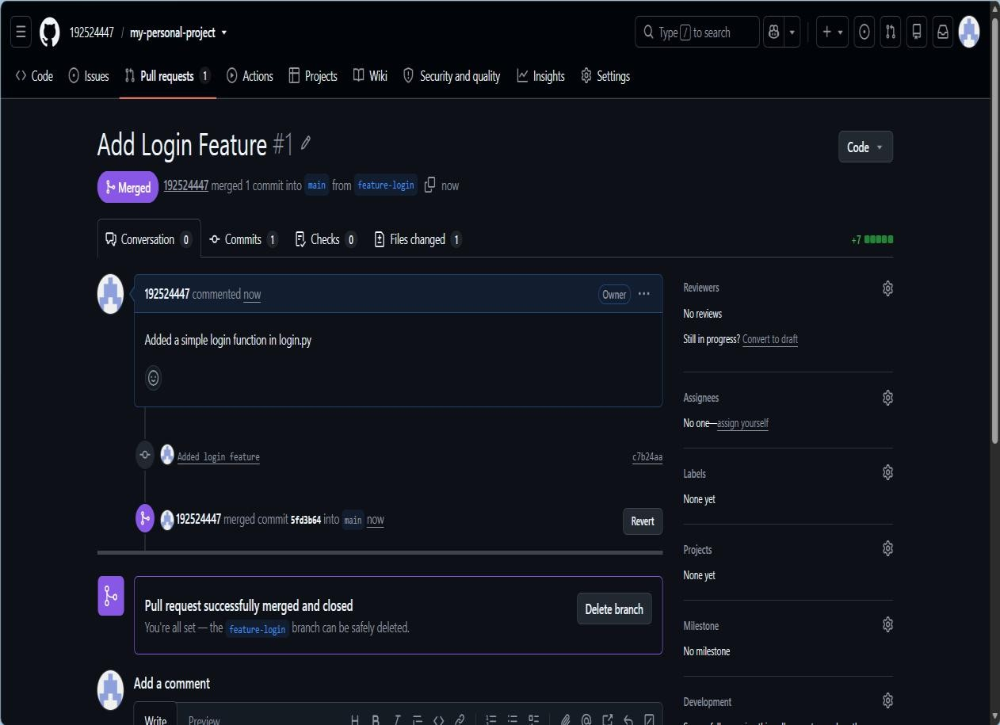 192524447 / my-personal-project
Type / to search
Code Issues Pull requests 1 Actions Projects Wiki Security and quality Insights Settings
Add Login Feature #1
Code
Merged 192524447 merged 1 commit into main from feature-login now
Conversation 0 Commits 1 Checks 0 Files changed 1
+7
192524447 commented now
Owner
Added a simple login function in login.py
Added login feature
c7b24aa
192524447 merged commit 5fd3b64 into main now
Revert
Pull request successfully merged and closed
You're all set — the feature-login branch can be safely deleted.
Delete branch
Add a comment
Write Preview
Reviewers
No reviews
Still in progress? Convert to draft
Assignees
No one—assign yourself
Labels
None yet
Projects
None yet
Milestone
No milestone
Development